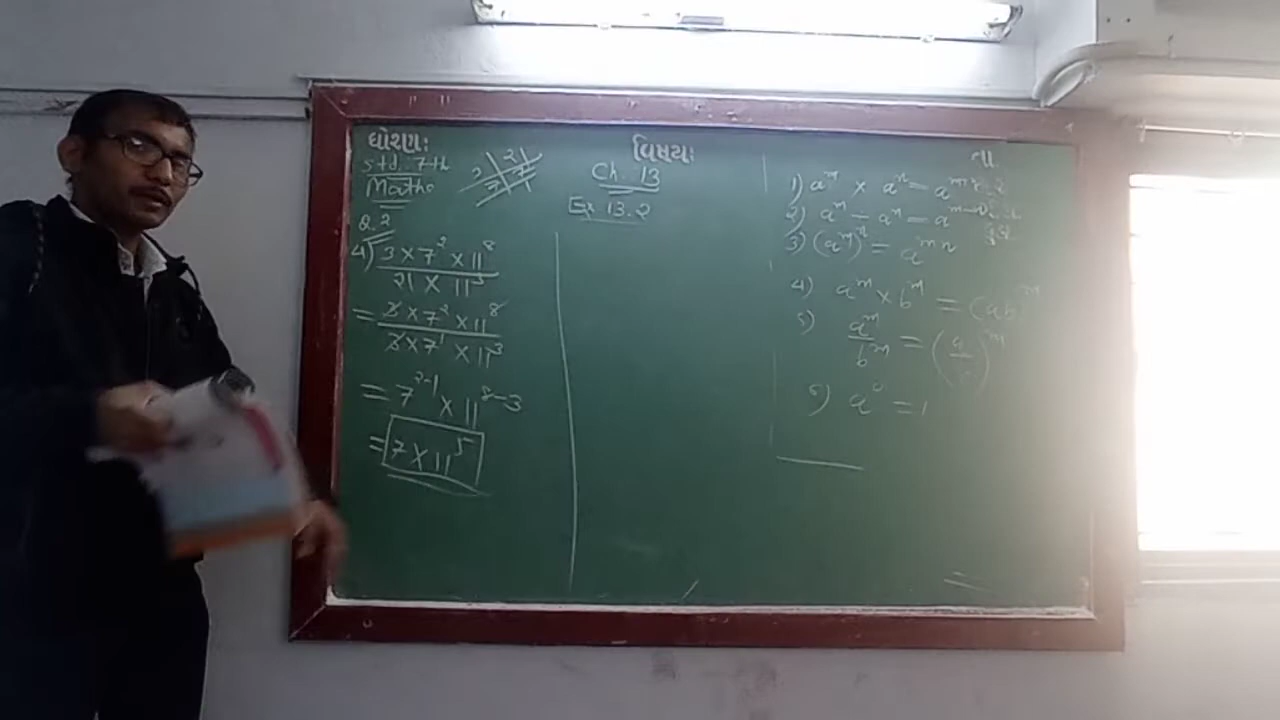 ધોરણ:
વિષય:
તા.
std. 7th
Maths
Ch. 13
Ex 13.2
Q.2
4) 3 × 7² × 11⁸
21 × 11³
= 3 × 7² × 11⁸
3 × 7¹ × 11³
= 7²⁻¹ × 11⁸⁻³
= 7 × 11⁵
1) aᵐ × aⁿ =
2) aᵐ ÷ aⁿ = aᵐ⁻ⁿ
3) (aᵐ)ⁿ = aᵐⁿ
4) aᵐ × bᵐ = (ab)ᵐ
5) aᵐ
bᵐ = (a
)ᵐ
6) a⁰ = 1